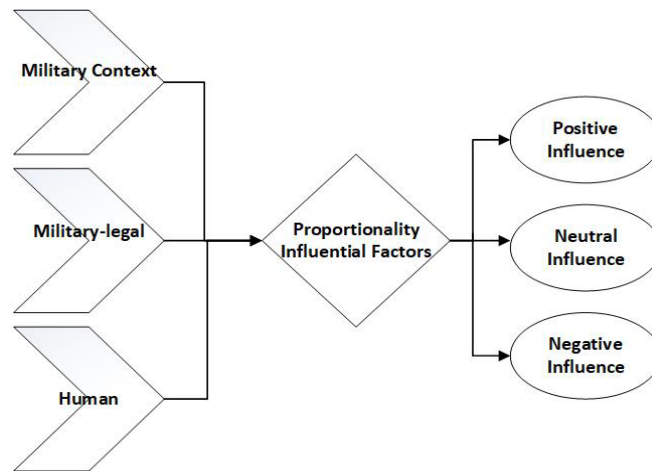 Military Context
Military-legal
Human
Proportionality
Influential Factors
Positive
Influence
Neutral
Influence
Negative
Influence